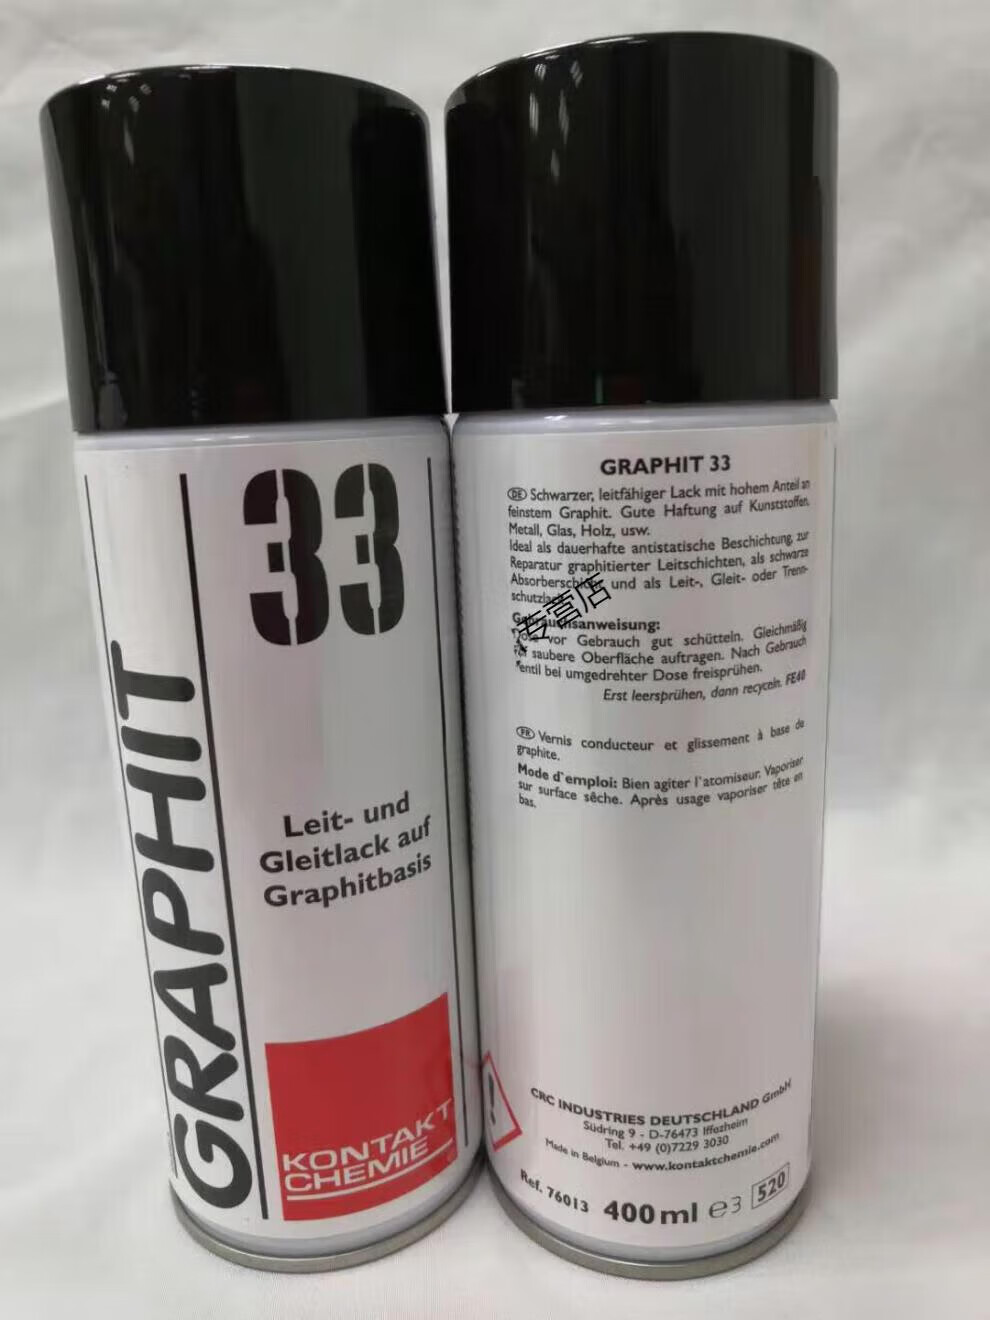 GRAPHIT
33
Leit- und
Gleitlack auf
Graphitbasis
KONTAKT
CHEMIE
GRAPHIT 33
DE Schwarzer, leitfähiger Lack mit hohem Anteil an
feinstem Graphit. Gute Haftung auf Kunststoffen,
Metall, Glas, Holz, usw.
Ideal als dauerhafte antistatische Beschichtung, zur
Reparatur graphitierter Leitschichten, als schwarze
Absorberschicht und als Leit-, Gleit- oder Trenn-
schutzlack.
Gebrauchsanweisung:
Dose vor Gebrauch gut schütteln. Gleichmäßig
saubere Oberfläche auftragen. Nach Gebrauch
Ventil bei umgedrehter Dose freisprühen.
Erst leersprühen, dann recyceln. FE40
专营店
FR Vernis conducteur et glissement à base de
graphite.
Mode d'emploi: Bien agiter l'atomiseur. Vaporiser
sur surface sêche. Après usage vaporiser tête en
bas.
CRC INDUSTRIES DEUTSCHLAND GmbH
Südring 9 - D-76473 Iffezheim
Tel. +49 (0)7229 3030
Made in Belgium - www.kontaktchemie.com
Ref. 76013 400 ml e3 520